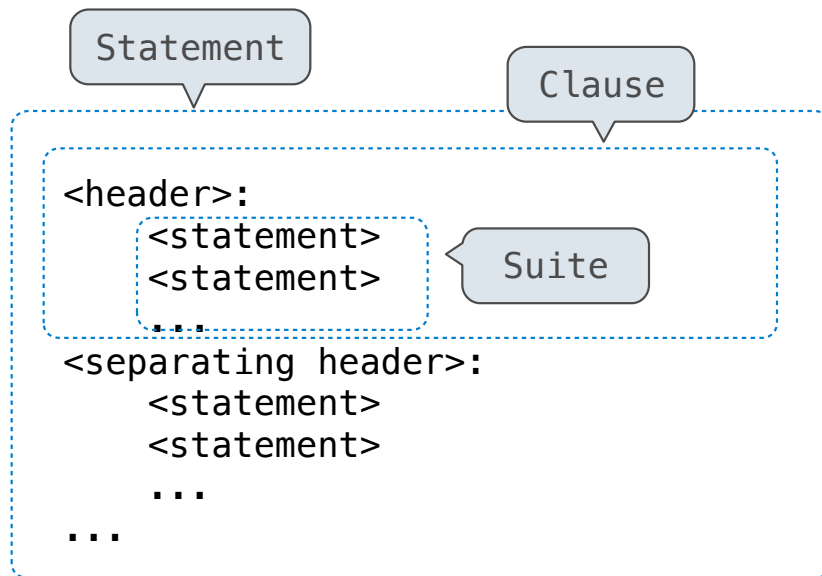 Statement
Clause
<header>:
<statement>
<statement>
Suite
...
<separating header>:
<statement>
<statement>
...
...